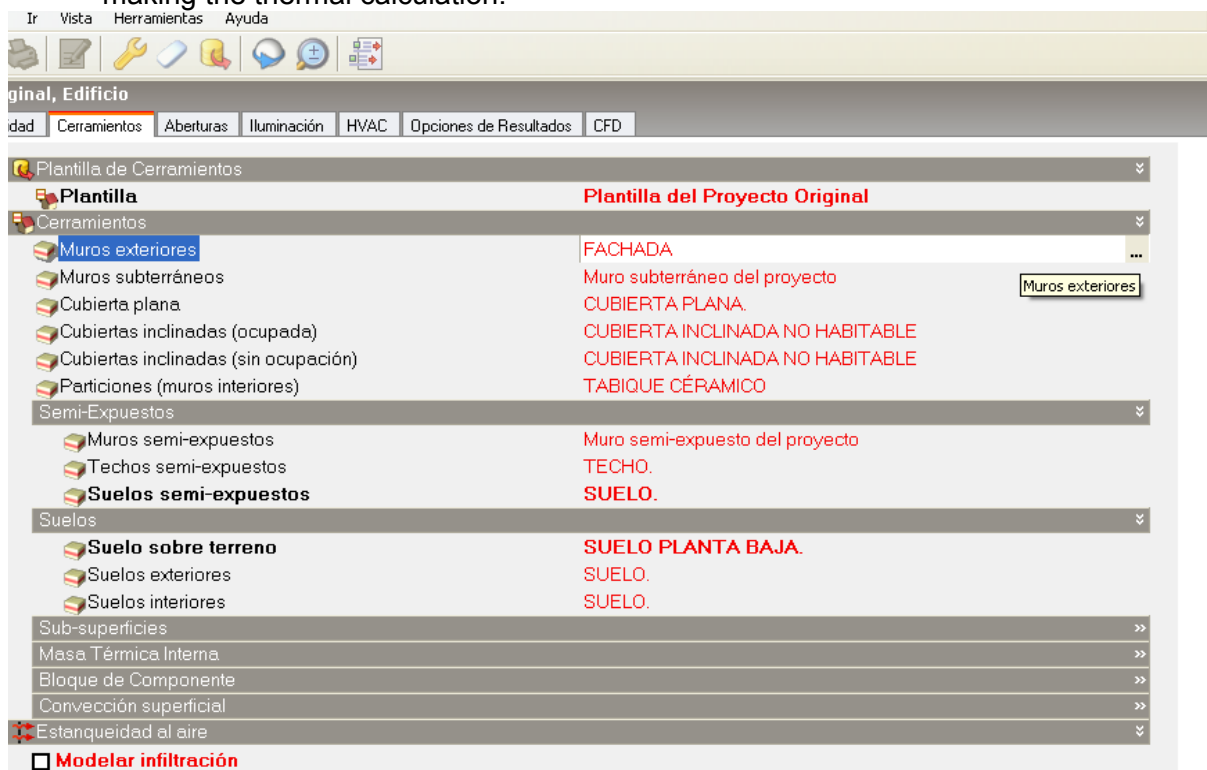 making the thermal calculation.
Ir Vista Herramientas Ayuda
ginal, Edificio
idad Cerramientos Aberturas Iluminación HVAC Opciones de Resultados CFD
Plantilla de Cerramientos
Plantilla Plantilla del Proyecto Original
Cerramientos
Muros exteriores FACHADA ...
Muros subterráneos Muro subterráneo del proyecto
Muros exteriores
Cubierta plana CUBIERTA PLANA.
Cubiertas inclinadas (ocupada) CUBIERTA INCLINADA NO HABITABLE
Cubiertas inclinadas (sin ocupación) CUBIERTA INCLINADA NO HABITABLE
Particiones (muros interiores) TABIQUE CÉRAMICO
Semi-Expuestos
Muros semi-expuestos Muro semi-expuesto del proyecto
Techos semi-expuestos TECHO.
Suelos semi-expuestos SUELO.
Suelos
Suelo sobre terreno SUELO PLANTA BAJA.
Suelos exteriores SUELO.
Suelos interiores SUELO.
Sub-superficies
Masa Térmica Interna
Bloque de Componente
Convección superficial
Estanqueidad al aire
Modelar infiltración